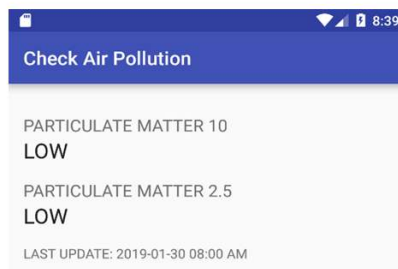 8:39
Check Air Pollution
PARTICULATE MATTER 10
LOW
PARTICULATE MATTER 2.5
LOW
LAST UPDATE: 2019-01-30 08:00 AM